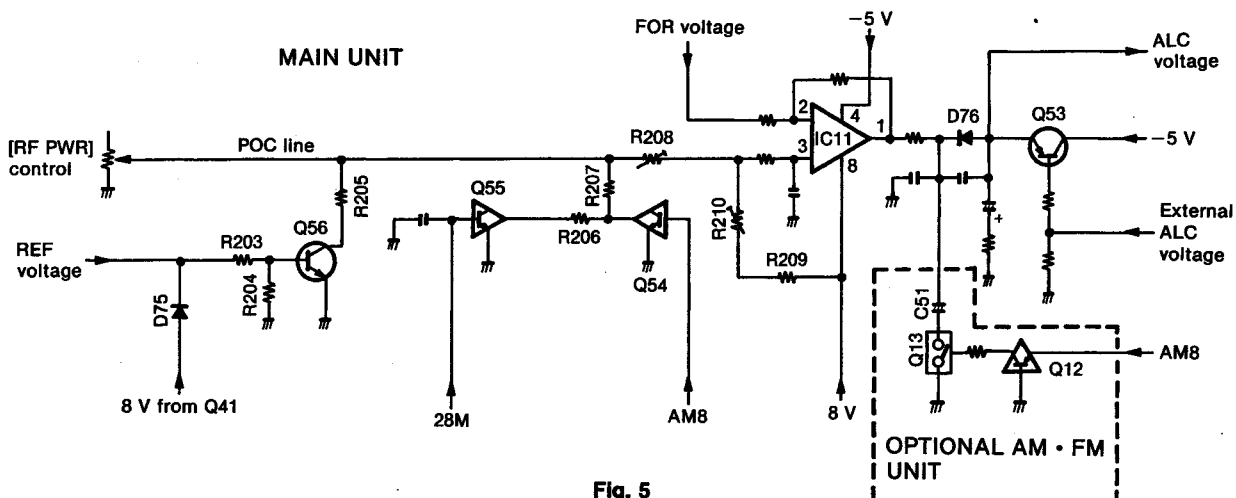 MAIN UNIT
FOR voltage
−5 V
ALC
voltage
2
4
IC11
1
3
8
D76
Q53
−5 V
[RF PWR]
control
POC line
R208
R205
R207
Q55
R206
Q54
R210
R209
External
ALC
voltage
REF
voltage
R203
Q56
R204
D75
+
C51
Q13
Q12
AM8
8 V from Q41
28M
AM8
8 V
OPTIONAL AM • FM
UNIT
Fig. 5